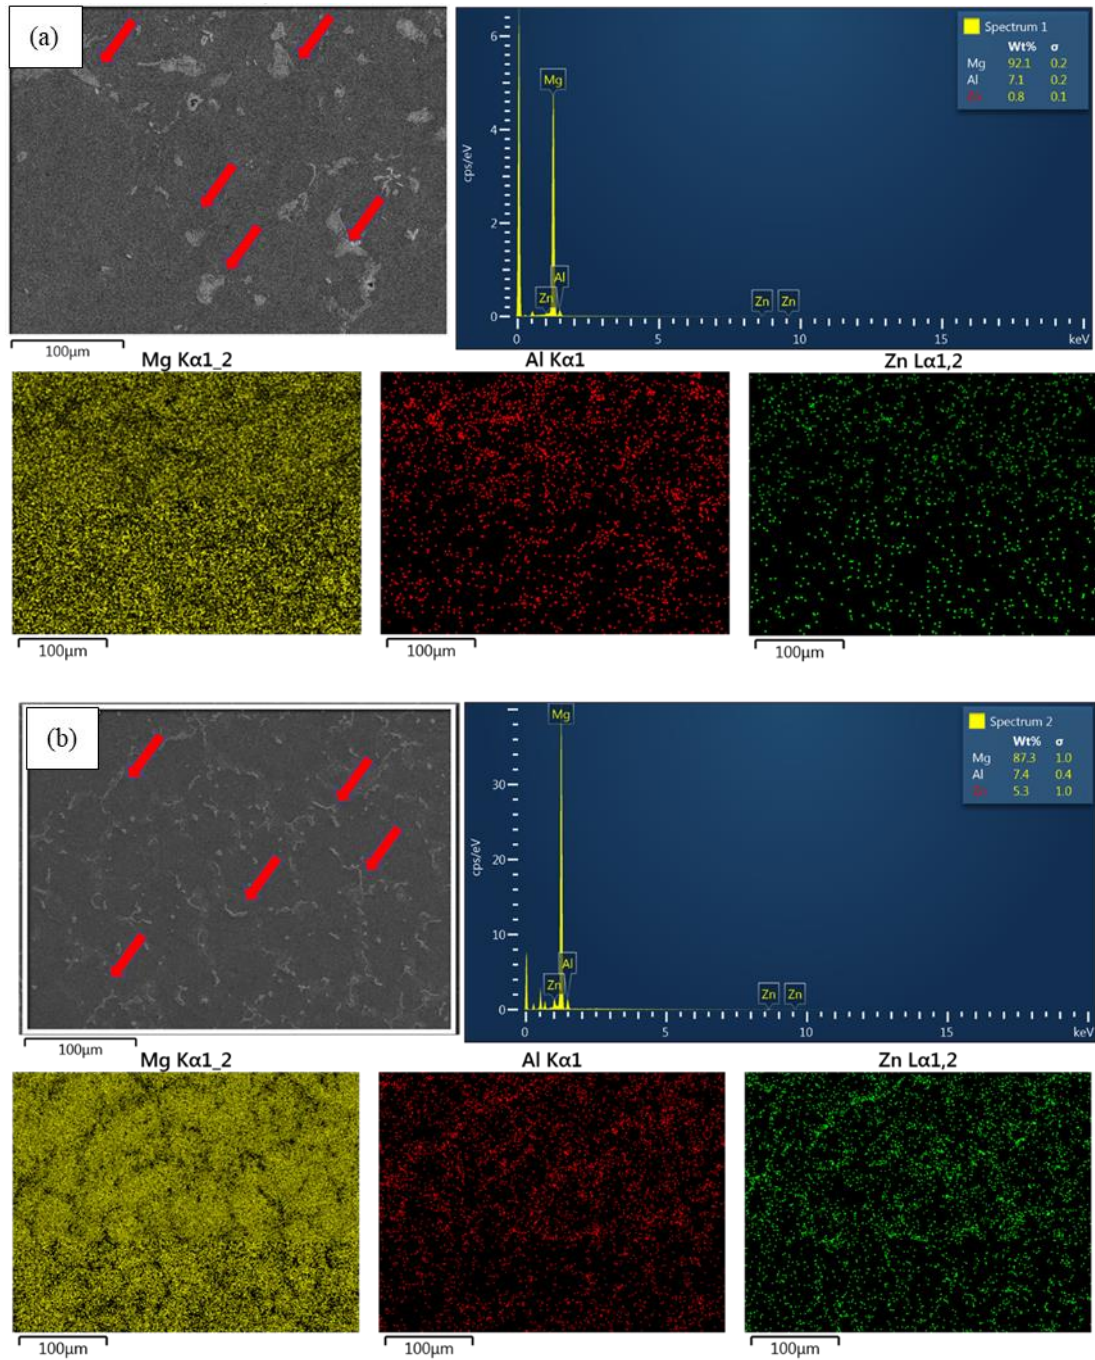 (a)
100µm
Spectrum 1
Wt% σ
Mg 92.1 0.2
Al 7.1 0.2
Zn 0.8 0.1
cps/eV
6
4
2
0
Mg
Al
Zn
Zn
Zn
0 5 10 15 keV
Mg Kα1_2
Al Kα1
Zn Lα1,2
100µm
100µm
100µm
(b)
100µm
Spectrum 2
Wt% σ
Mg 87.3 1.0
Al 7.4 0.4
Zn 5.3 1.0
cps/eV
30
20
10
0
Mg
Al
Zn
Zn
Zn
0 5 10 15 keV
Mg Kα1_2
Al Kα1
Zn Lα1,2
100µm
100µm
100µm